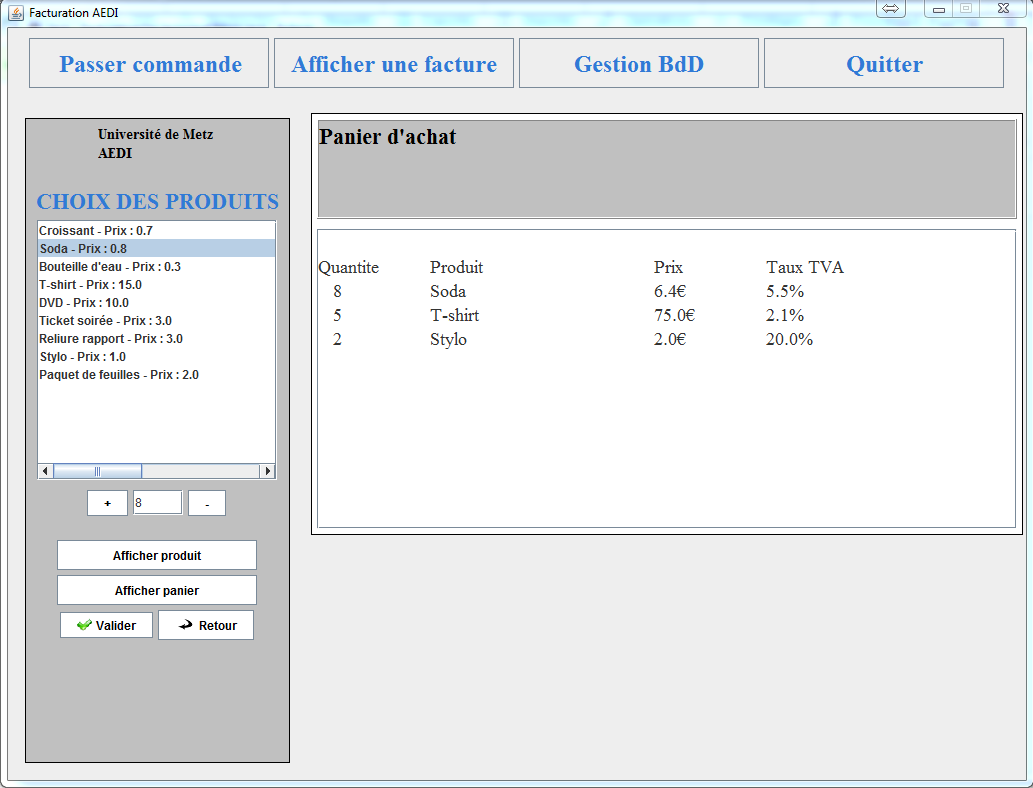 Facturation AEDI
Passer commande
Afficher une facture
Gestion BdD
Quitter
Université de Metz
AEDI
CHOIX DES PRODUITS
Croissant - Prix : 0.7
Soda - Prix : 0.8
Bouteille d'eau - Prix : 0.3
T-shirt - Prix : 15.0
DVD - Prix : 10.0
Ticket soirée - Prix : 3.0
Reliure rapport - Prix : 3.0
Stylo - Prix : 1.0
Paquet de feuilles - Prix : 2.0
+ 8 -
Afficher produit
Afficher panier
Valider Retour
Panier d'achat
Quantite Produit Prix Taux TVA
8 Soda 6.4€ 5.5%
5 T-shirt 75.0€ 2.1%
2 Stylo 2.0€ 20.0%